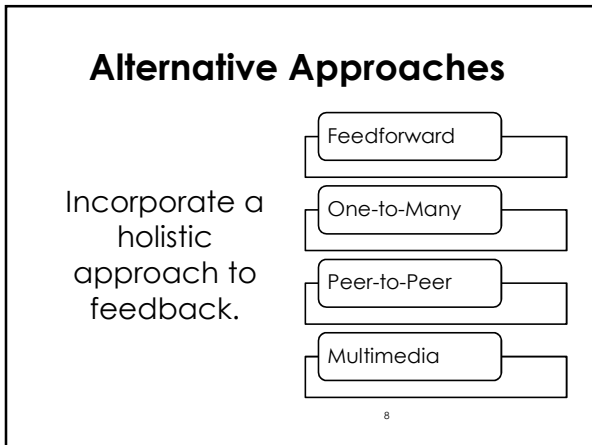 Alternative Approaches
Incorporate a
holistic
approach to
feedback.
Feedforward
One-to-Many
Peer-to-Peer
Multimedia
8